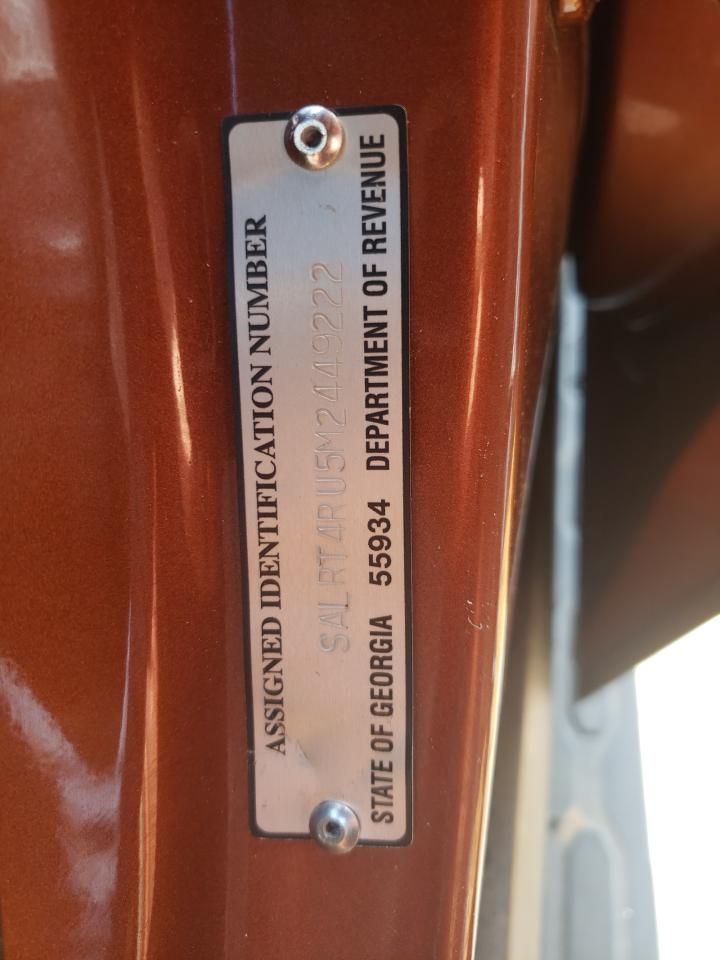 ASSIGNED IDENTIFICATION NUMBER
SALRT4RU5M2449222
STATE OF GEORGIA 55934 DEPARTMENT OF REVENUE